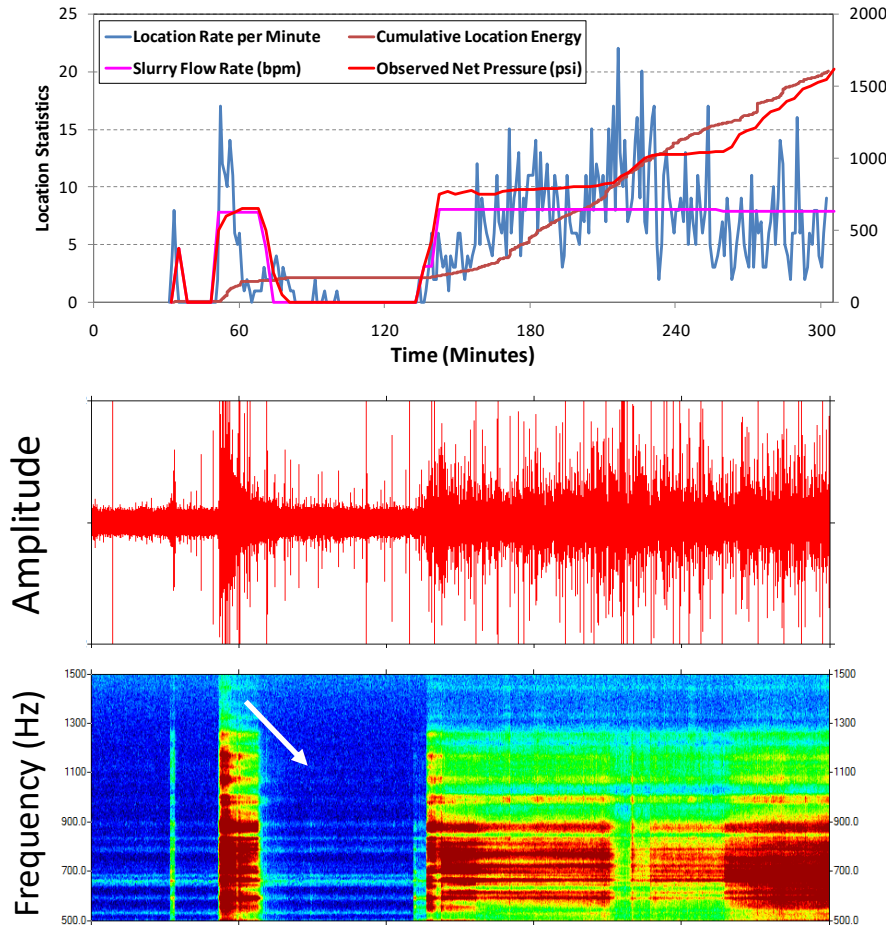 25
20
15
10
5
0
Location Statistics
Location Rate per Minute
Cumulative Location Energy
Slurry Flow Rate (bpm)
Observed Net Pressure (psi)
2000
1500
1000
500
0
0 60 120 180 240 300
Time (Minutes)
Amplitude
Frequency (Hz)
1500
1300
1100
900.0
700.0
500.0
1500
1300
1100
900.0
700.0
500.0